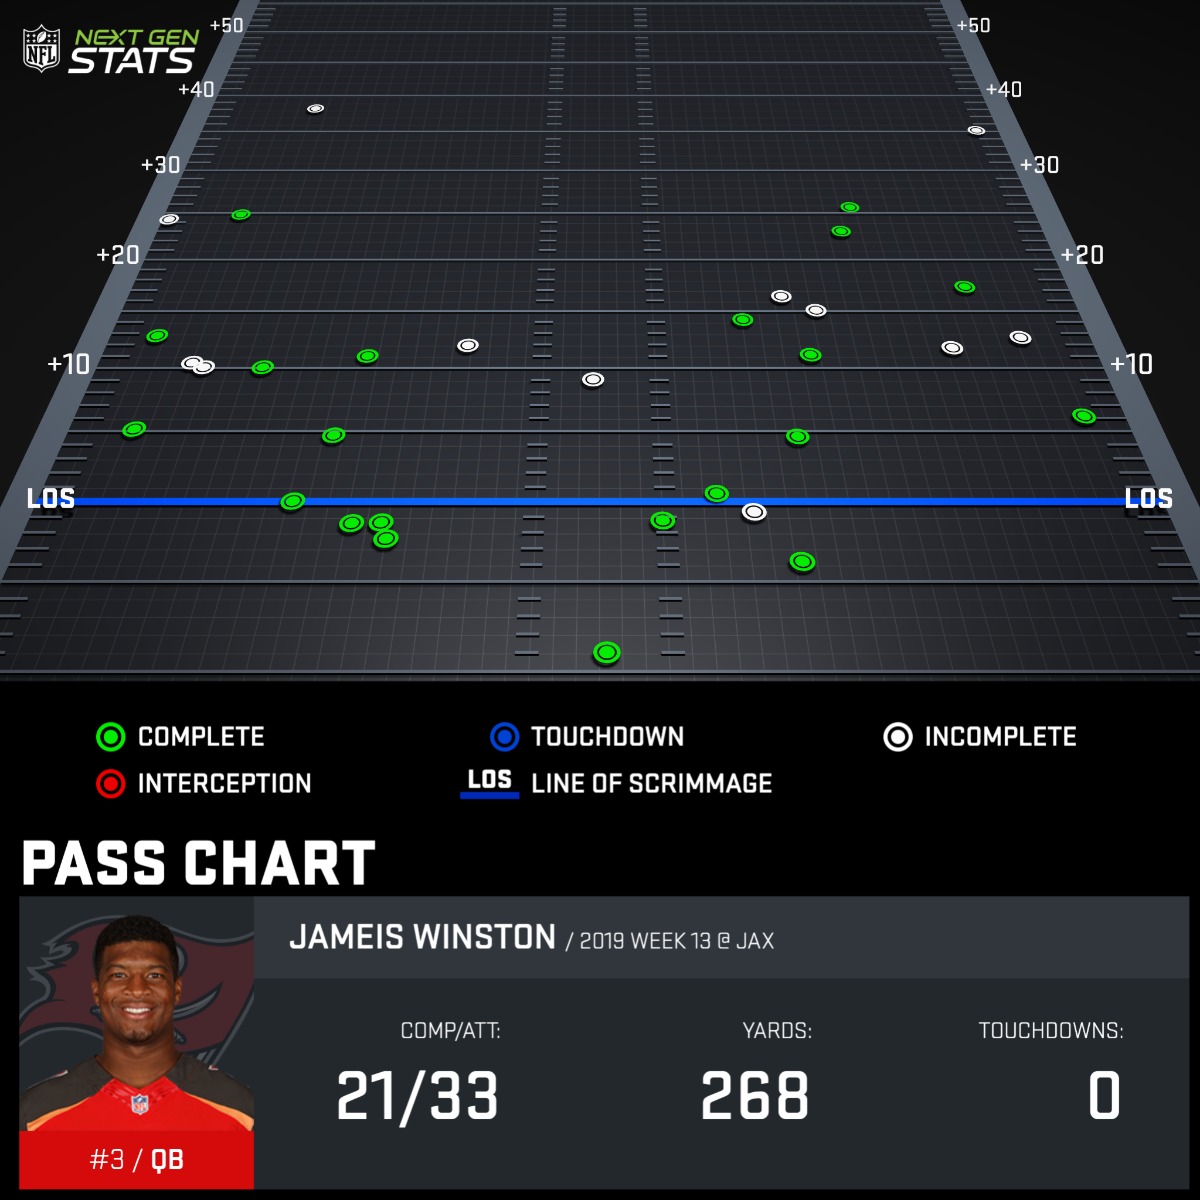 +50 +50
NFL NEXT GEN
STATS
+40 +40
+30 +30
+20 +20
+10 +10
LOS LOS
COMPLETE TOUCHDOWN INCOMPLETE
INTERCEPTION LOS LINE OF SCRIMMAGE
PASS CHART
JAMEIS WINSTON / 2019 WEEK 13 @ JAX
COMP/ATT: YARDS: TOUCHDOWNS:
21/33 268 0
#3 / QB